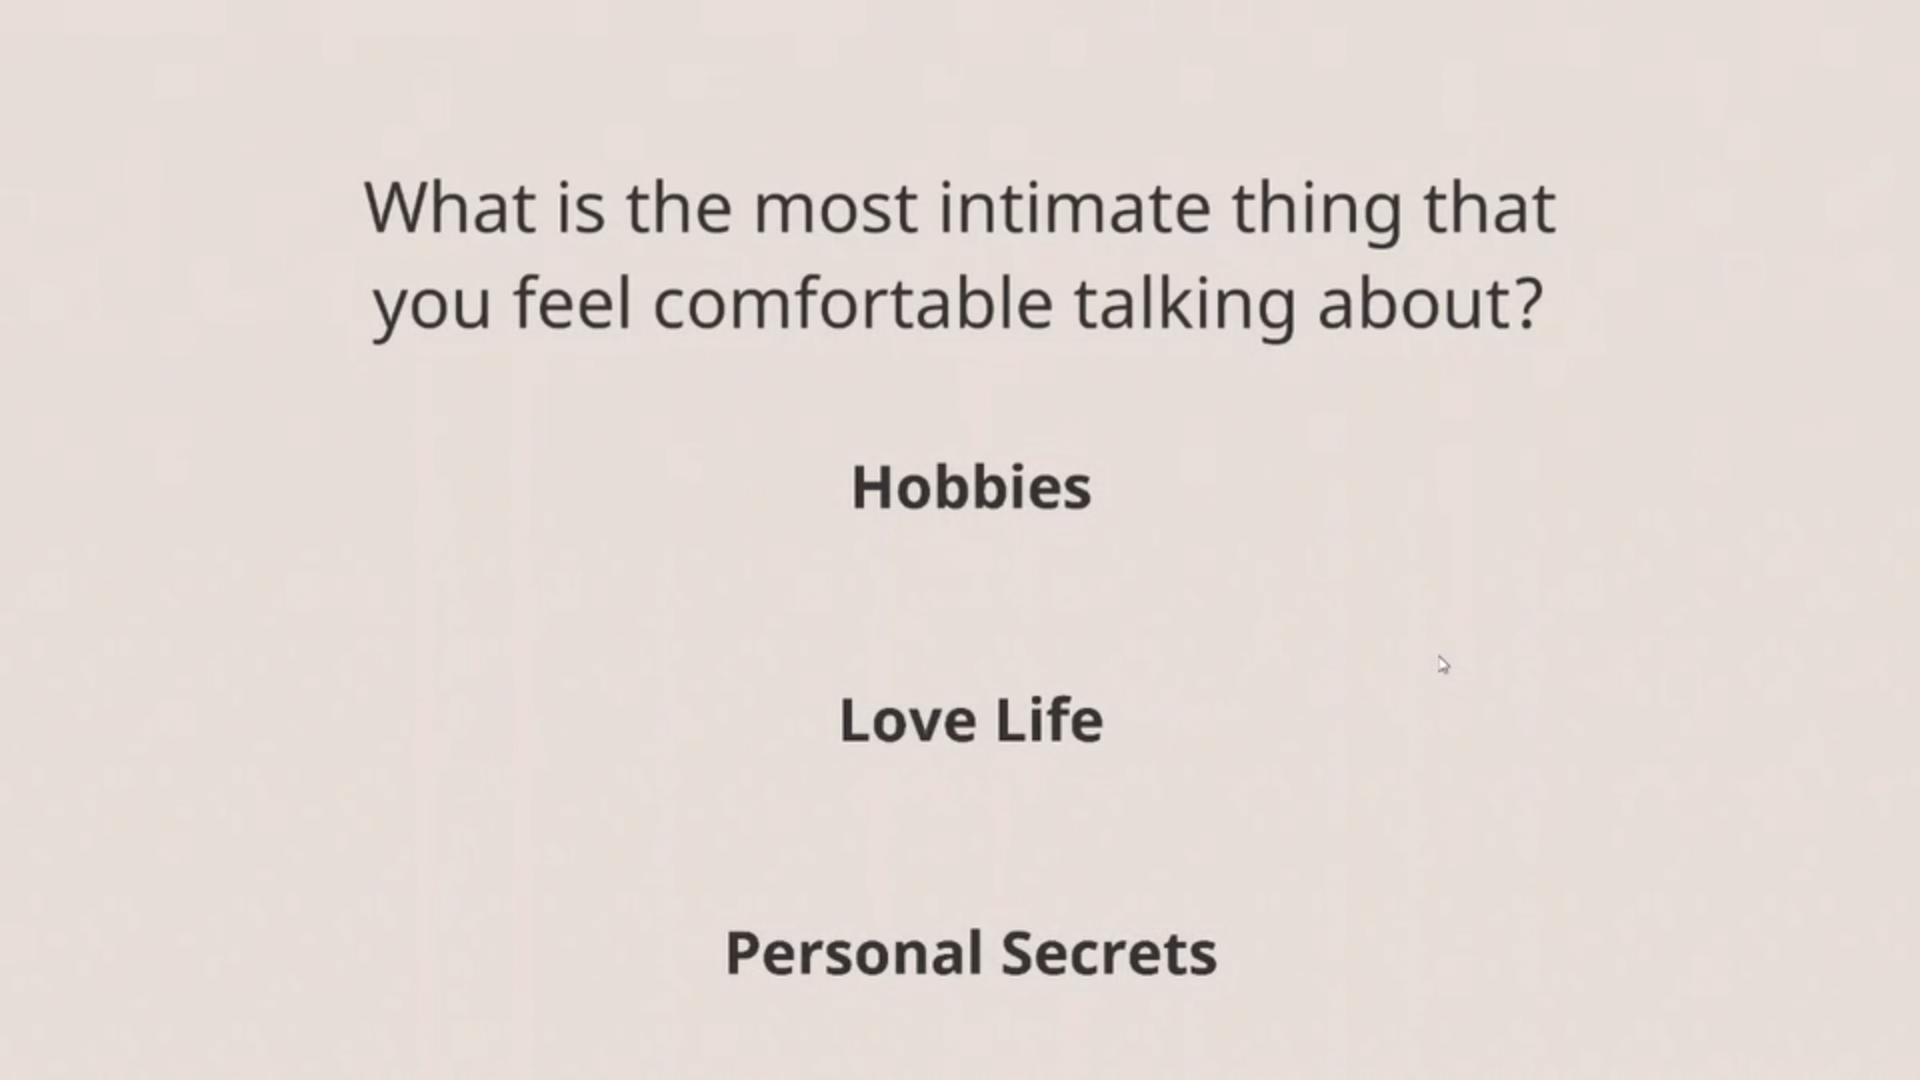 What is the most intimate thing that
you feel comfortable talking about?
Hobbies
Love Life
Personal Secrets